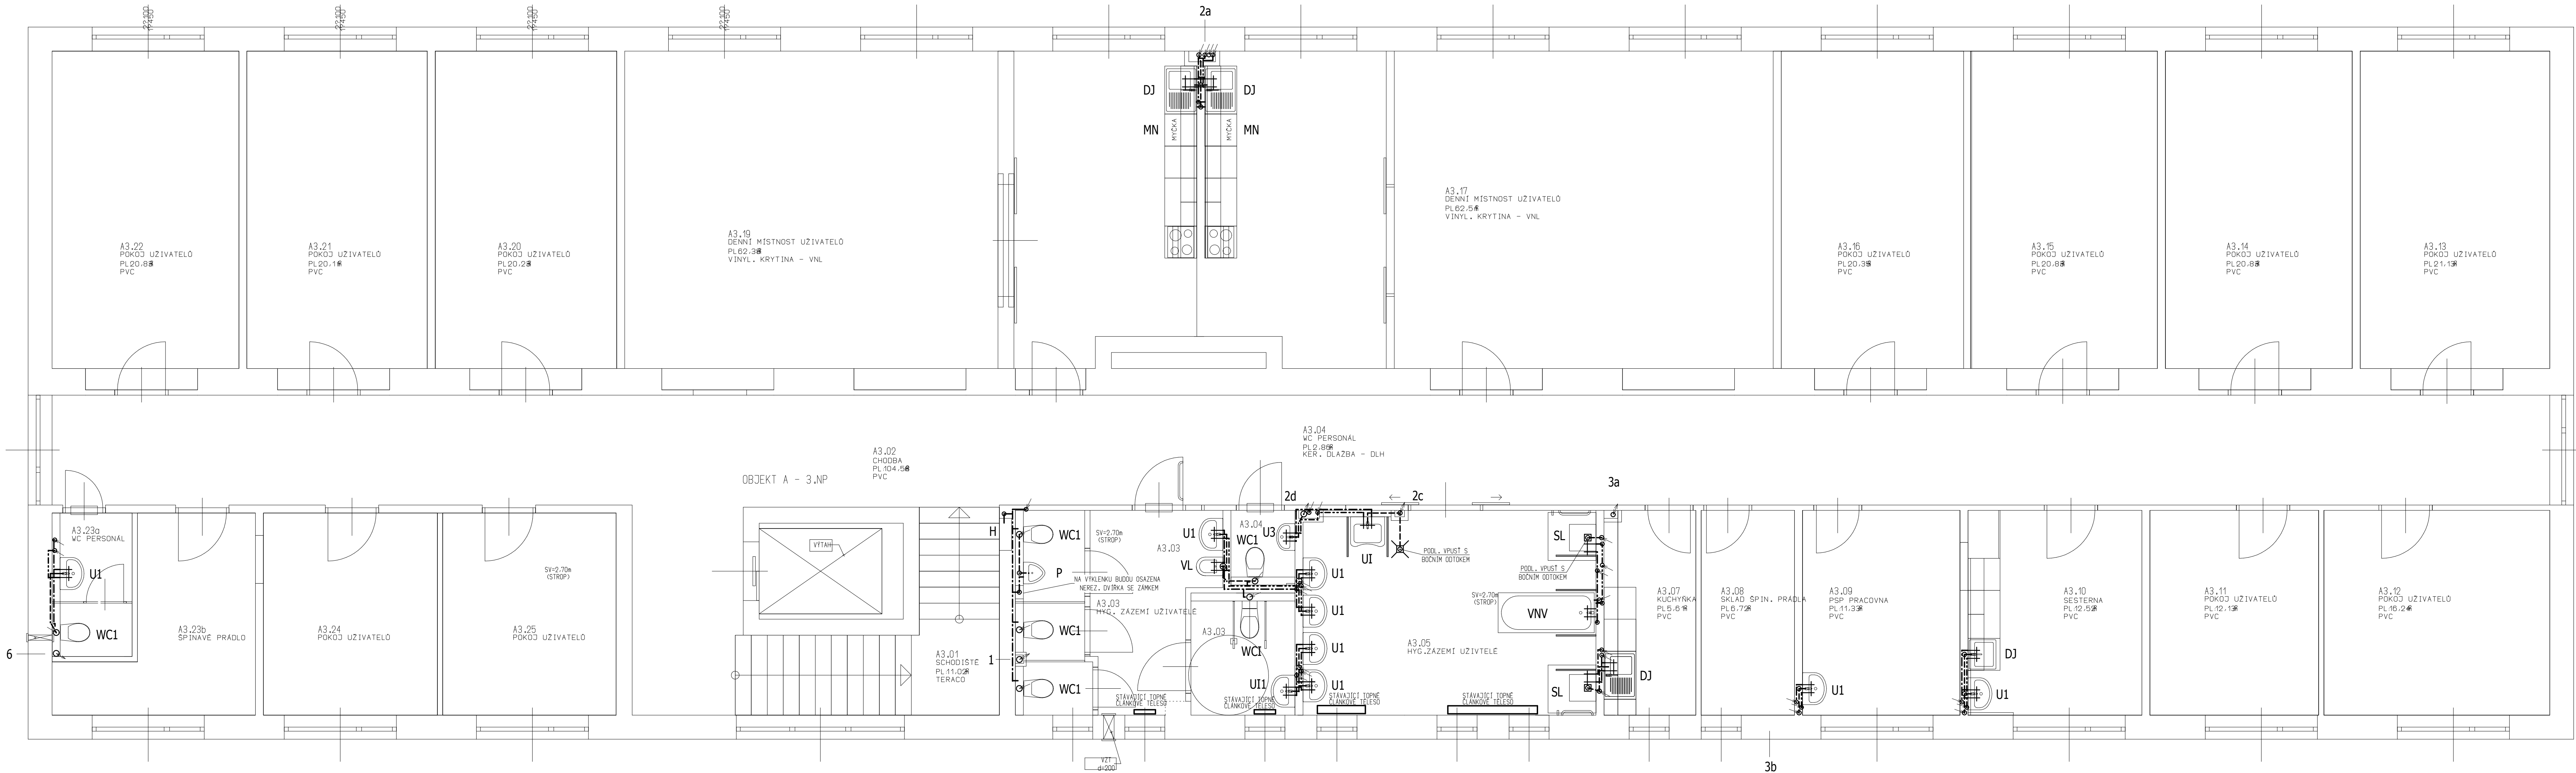 2a
DJ
DJ
MN
MN
MYČKA
MYČKA
A3.22
POKOJ UŽIVATELŮ
PVC
A3.21
POKOJ UŽIVATELŮ
PVC
A3.20
POKOJ UŽIVATELŮ
PVC
A3.19
DENNÍ MÍSTNOST UŽIVATELŮ
VINYL. KRYTINA - VNL
A3.17
DENNÍ MÍSTNOST UŽIVATELŮ
VINYL. KRYTINA - VNL
A3.16
POKOJ UŽIVATELŮ
PVC
A3.15
POKOJ UŽIVATELŮ
PVC
A3.14
POKOJ UŽIVATELŮ
PVC
A3.13
POKOJ UŽIVATELŮ
PVC
A3.04
WC PERSONÁL
KER. DLAŽBA - DLH
A3.02
CHODBA
PVC
OBJEKT A - 3.NP
2d
2c
3a
A3.23a
WC PERSONÁL
U1
WC1
6
A3.23b
ŠPINAVÉ PRÁDLO
A3.24
POKOJ UŽIVATELŮ
SV=2.70m
(STROP)
A3.25
POKOJ UŽIVATELŮ
VÝTAH
A3.01
SCHODIŠTĚ
TERACO
H
WC1
P
WC1
1
WC1
SV=2.70m
(STROP)
A3.03
NA VÝKLENKU BUDOU OSAZENA
NEREZ. DVÍŘKA SE ZÁMKEM
A3.03
HYG. ZÁZEMÍ UŽIVATELÉ
U1
VL
A3.04
WC1
U3
A3.03
WCI
UI1
STÁVAJÍCÍ TOPNÉ
ČLÁNKOVÉ TĚLESO
STÁVAJÍCÍ TOPNÉ
ČLÁNKOVÉ TĚLESO
STÁVAJÍCÍ TOPNÉ
ČLÁNKOVÉ TĚLESO
STÁVAJÍCÍ TOPNÉ
ČLÁNKOVÉ TĚLESO
VZT
d=200
UI
U1
U1
U1
U1
PODL. VPUSŤ S
BOČNÍM ODTOKEM
PODL. VPUSŤ S
BOČNÍM ODTOKEM
SL
SV=2.70m
(STROP)
VNV
A3.05
HYG.ZÁZEMÍ UŽIVTELÉ
SL
DJ
A3.07
KUCHYŇKA
PVC
A3.08
SKLAD ŠPIN. PRÁDLA
PVC
A3.09
PSP PRACOVNA
PVC
U1
3b
A3.10
SESTERNA
PVC
DJ
U1
A3.11
POKOJ UŽIVATELŮ
PVC
A3.12
POKOJ UŽIVATELŮ
PVC